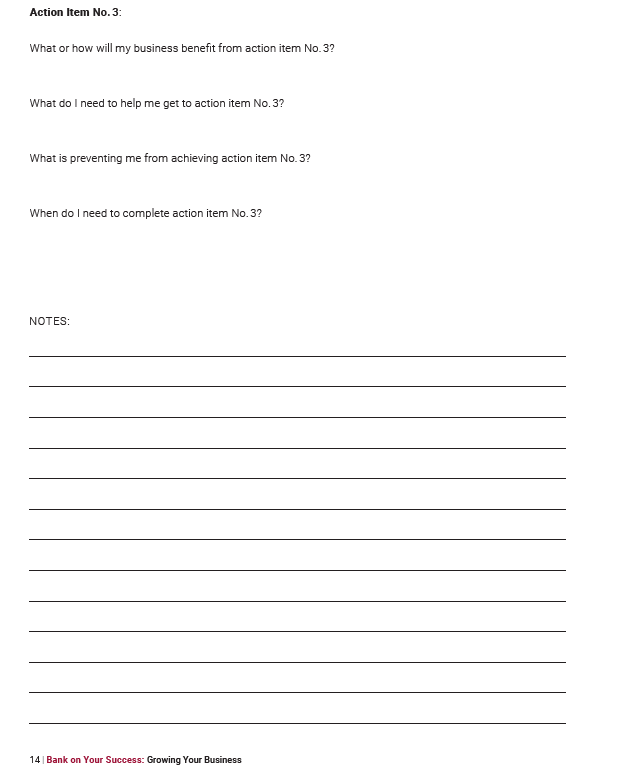 Action Item No. 3:
What or how will my business benefit from action item No. 3?
What do I need to help me get to action item No. 3?
What is preventing me from achieving action item No. 3?
When do I need to complete action item No. 3?
NOTES:
14 | Bank on Your Success: Growing Your Business